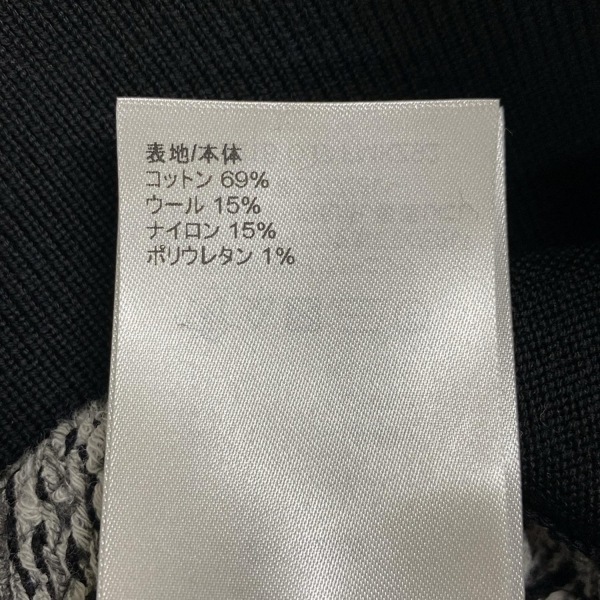 表地/本体
コットン 69%
ウール 15%
ナイロン 15%
ポリウレタン 1%